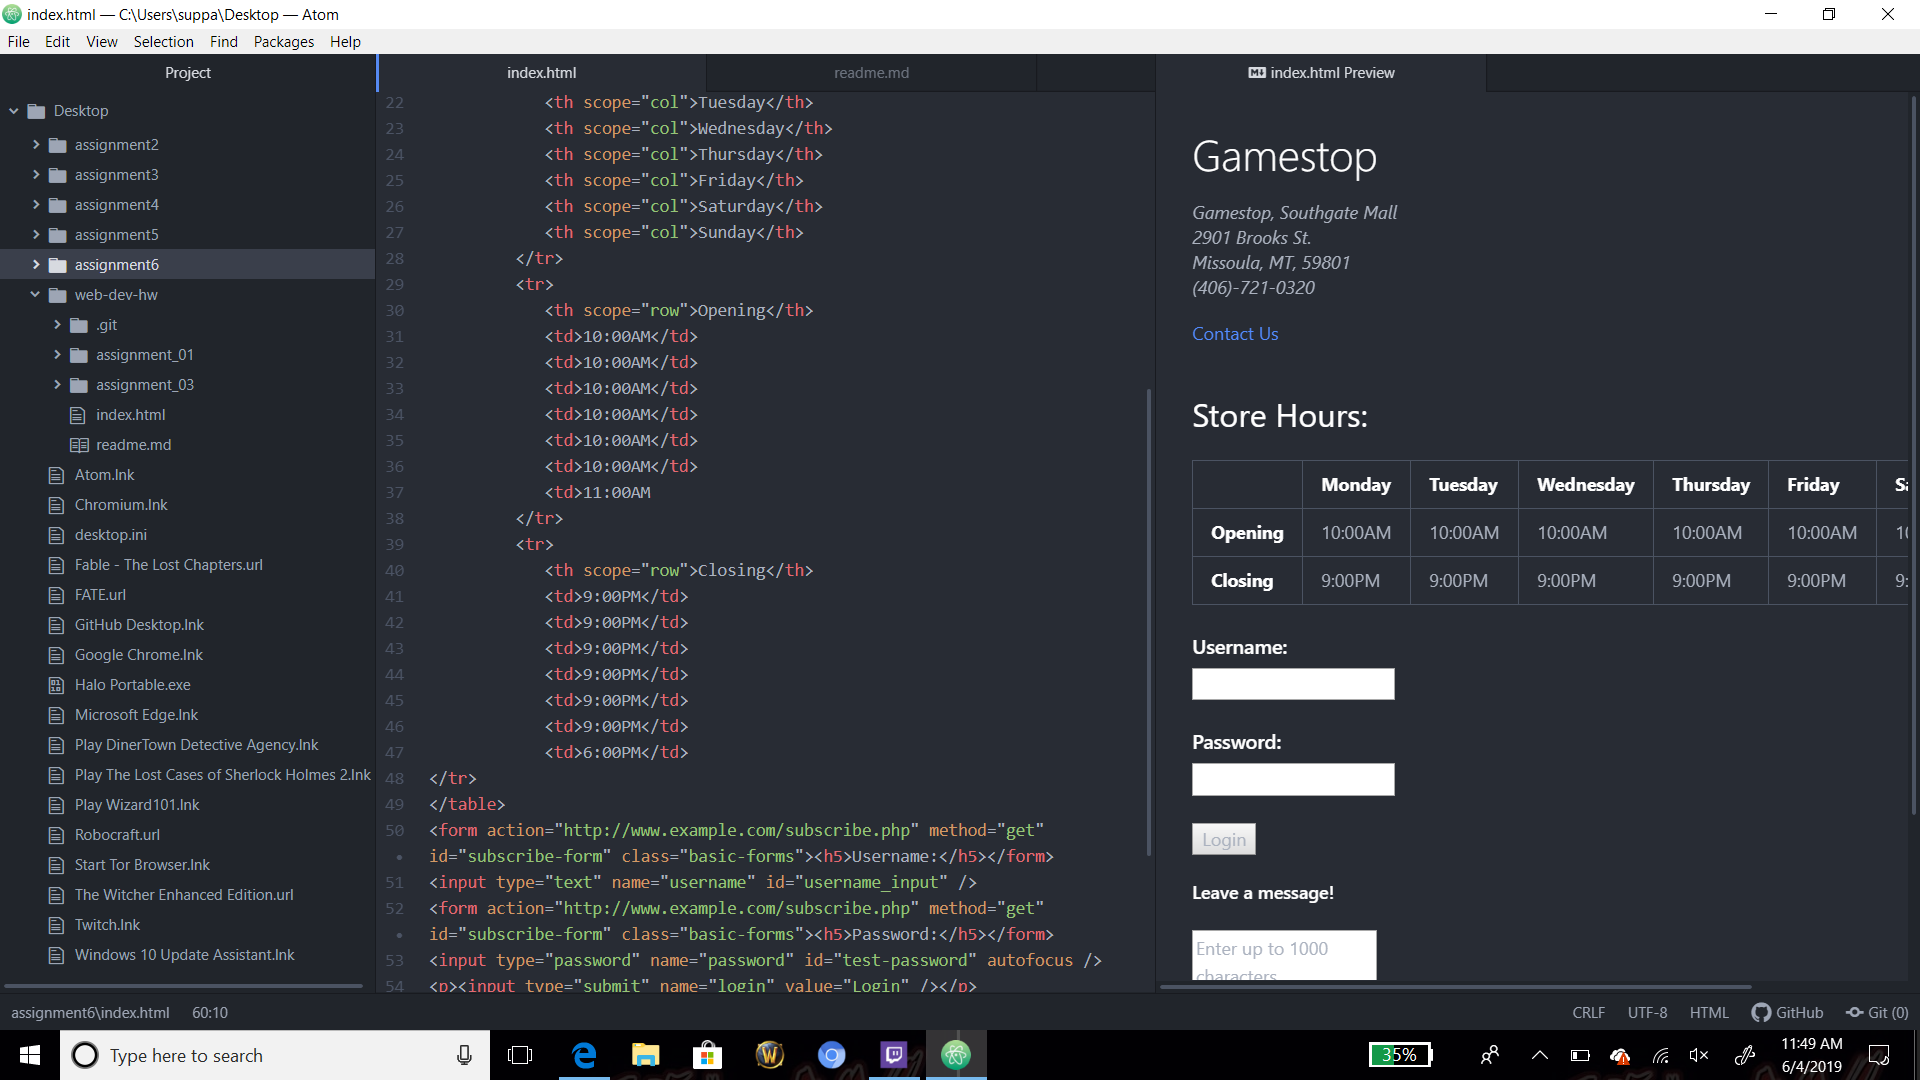 index.html — C:\Users\suppa\Desktop — Atom
File Edit View Selection Find Packages Help
Project
Desktop
assignment2
assignment3
assignment4
assignment5
assignment6
web-dev-hw
.git
assignment_01
assignment_03
index.html
readme.md
Atom.lnk
Chromium.lnk
desktop.ini
Fable - The Lost Chapters.url
FATE.url
GitHub Desktop.lnk
Google Chrome.lnk
Halo Portable.exe
Microsoft Edge.lnk
Play DinerTown Detective Agency.lnk
Play The Lost Cases of Sherlock Holmes 2.lnk
Play Wizard101.lnk
Robocraft.url
Start Tor Browser.lnk
The Witcher Enhanced Edition.url
Twitch.lnk
Windows 10 Update Assistant.lnk
index.html
readme.md
22 <th scope="col">Tuesday</th>
23 <th scope="col">Wednesday</th>
24 <th scope="col">Thursday</th>
25 <th scope="col">Friday</th>
26 <th scope="col">Saturday</th>
27 <th scope="col">Sunday</th>
28 </tr>
29 <tr>
30 <th scope="row">Opening</th>
31 <td>10:00AM</td>
32 <td>10:00AM</td>
33 <td>10:00AM</td>
34 <td>10:00AM</td>
35 <td>10:00AM</td>
36 <td>10:00AM</td>
37 <td>11:00AM
38 </tr>
39 <tr>
40 <th scope="row">Closing</th>
41 <td>9:00PM</td>
42 <td>9:00PM</td>
43 <td>9:00PM</td>
44 <td>9:00PM</td>
45 <td>9:00PM</td>
46 <td>9:00PM</td>
47 <td>6:00PM</td>
48 </tr>
49 </table>
50 <form action="http://www.example.com/subscribe.php" method="get"
• id="subscribe-form" class="basic-forms"><h5>Username:</h5></form>
51 <input type="text" name="username" id="username_input" />
52 <form action="http://www.example.com/subscribe.php" method="get"
• id="subscribe-form" class="basic-forms"><h5>Password:</h5></form>
53 <input type="password" name="password" id="test-password" autofocus />
54 <p><input type="submit" name="login" value="Login" /></p>
index.html Preview
Gamestop
Gamestop, Southgate Mall
2901 Brooks St.
Missoula, MT, 59801
(406)-721-0320
Contact Us
Store Hours:
Monday Tuesday Wednesday Thursday Friday Sa
Opening 10:00AM 10:00AM 10:00AM 10:00AM 10:00AM 10
Closing 9:00PM 9:00PM 9:00PM 9:00PM 9:00PM 9:
Username:
Password:
Login
Leave a message!
Enter up to 1000
characters
assignment6\index.html 60:10
CRLF UTF-8 HTML GitHub Git (0)
Type here to search
35%
11:49 AM
6/4/2019